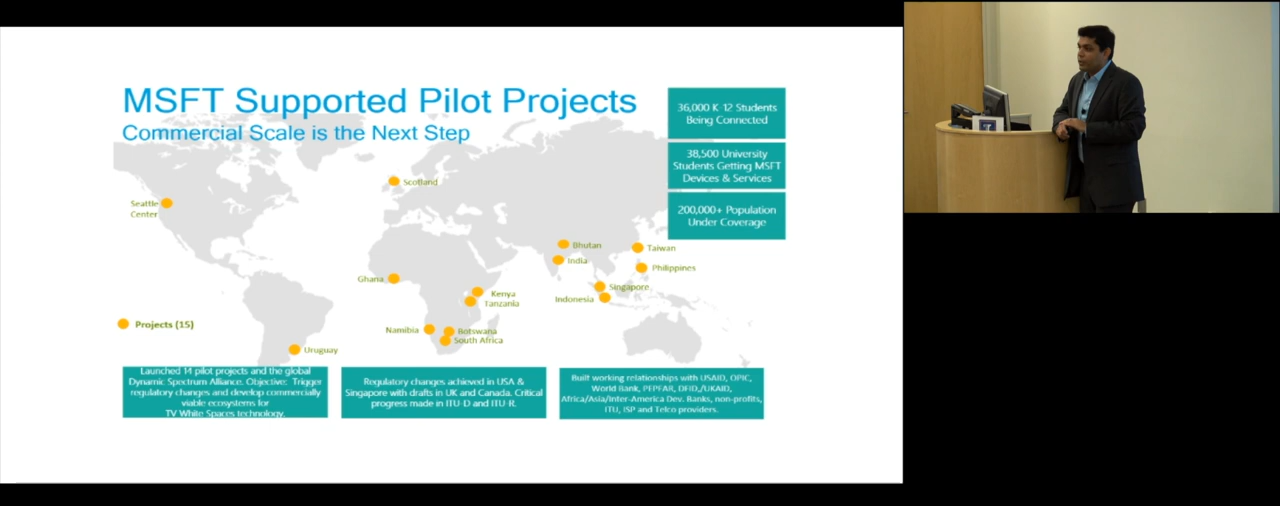 MSFT Supported Pilot Projects
Commercial Scale is the Next Step
36,000 K-12 Students
Being Connected
38,500 University
Students Getting MSFT
Devices & Services
200,000+ Population
Under Coverage
Scotland
Seattle
Center
Bhutan
India
Taiwan
Philippines
Singapore
Indonesia
Ghana
Kenya
Tanzania
Namibia
Botswana
South Africa
Uruguay
Projects (15)
Launched 14 pilot projects and the global
Dynamic Spectrum Alliance. Objective: Trigger
regulatory changes and develop commercially
viable ecosystems for
TV White Spaces technology.
Regulatory changes achieved in USA &
Singapore with drafts in UK and Canada. Critical
progress made in ITU-D and ITU-R.
Built working relationships with USAID, OPIC,
World Bank, PEPFAR, DFID,/UKAID,
Africa/Asia/Inter-America Dev. Banks, non-profits,
ITU, ISP and Telco providers.